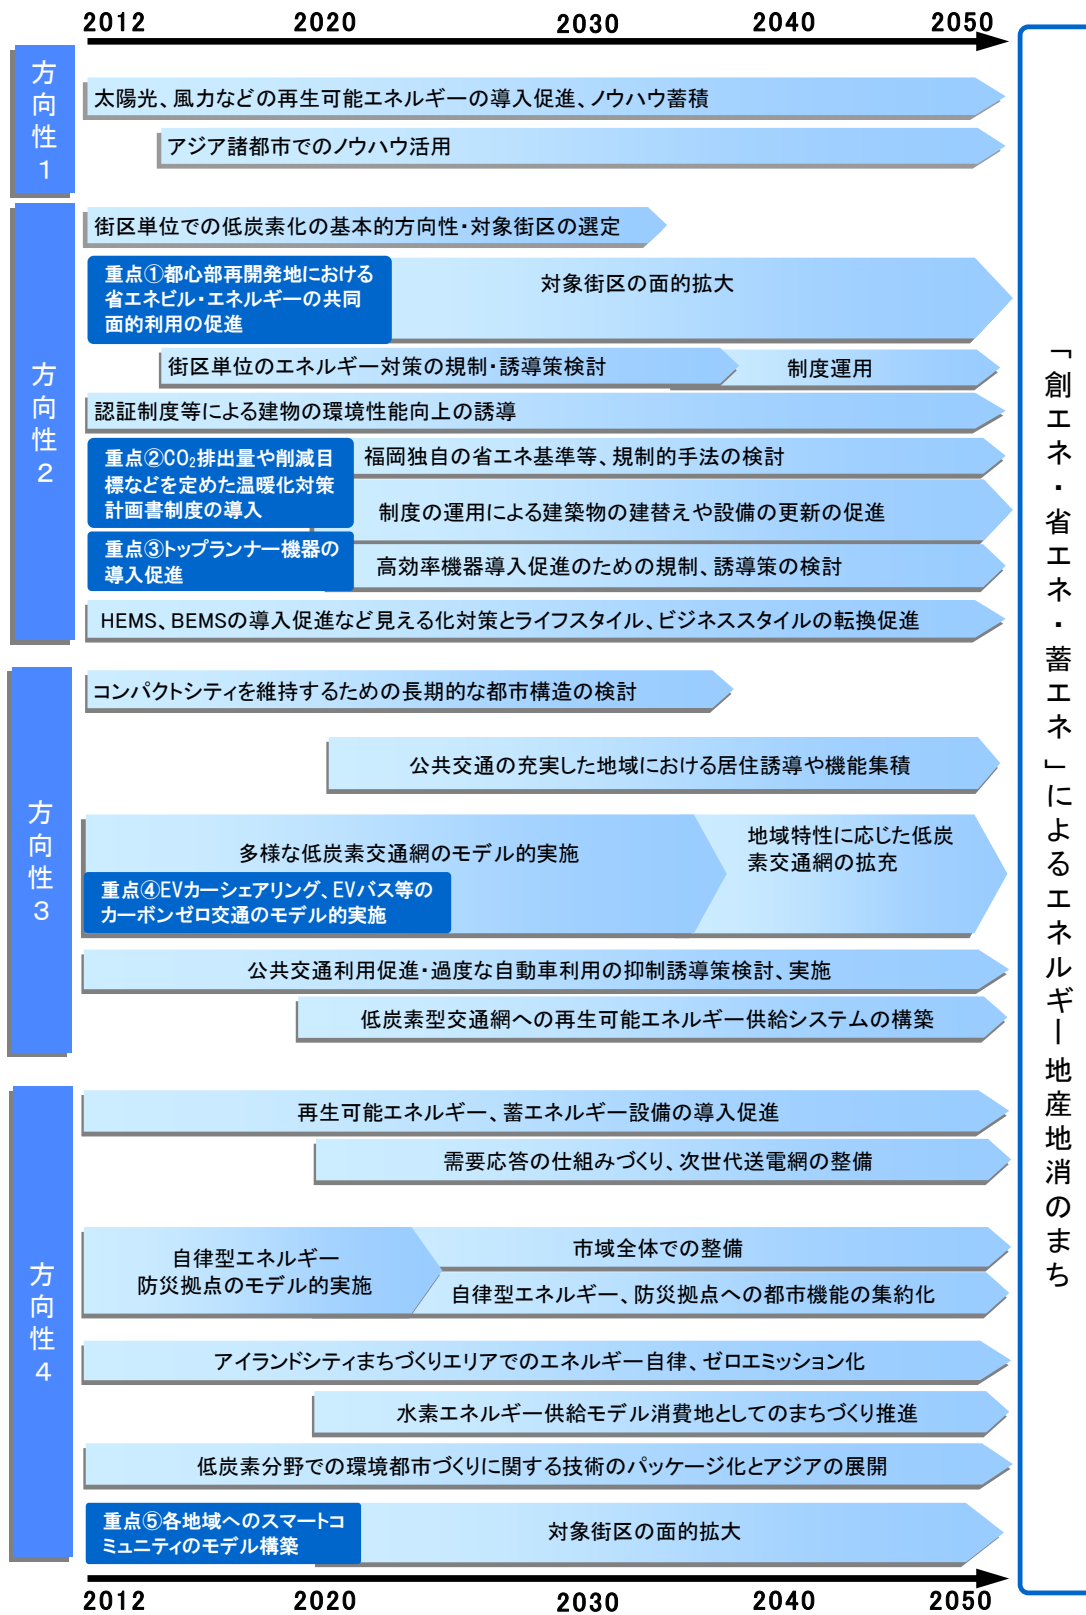 2012 2020 2030 2040 2050
方向性1
太陽光、風力などの再生可能エネルギーの導入促進、ノウハウ蓄積
アジア諸都市でのノウハウ活用
方向性2
街区単位での低炭素化の基本的方向性・対象街区の選定
重点①都心部再開発地における
省エネビル・エネルギーの共同
面的利用の促進
対象街区の面的拡大
街区単位のエネルギー対策の規制・誘導策検討
制度運用
認証制度等による建物の環境性能向上の誘導
重点②CO₂排出量や削減目
標などを定めた温暖化対策
計画書制度の導入
福岡独自の省エネ基準等、規制的手法の検討
制度の運用による建築物の建替えや設備の更新の促進
重点③トップランナー機器の
導入促進
高効率機器導入促進のための規制、誘導策の検討
HEMS、BEMSの導入促進など見える化対策とライフスタイル、ビジネススタイルの転換促進
方向性3
コンパクトシティを維持するための長期的な都市構造の検討
公共交通の充実した地域における居住誘導や機能集積
多様な低炭素交通網のモデル的実施
地域特性に応じた低炭
素交通網の拡充
重点④EVカーシェアリング、EVバス等の
カーボンゼロ交通のモデル的実施
公共交通利用促進・過度な自動車利用の抑制誘導策検討、実施
低炭素型交通網への再生可能エネルギー供給システムの構築
方向性4
再生可能エネルギー、蓄エネルギー設備の導入促進
需要応答の仕組みづくり、次世代送電網の整備
自律型エネルギー
防災拠点のモデル的実施
市域全体での整備
自律型エネルギー、防災拠点への都市機能の集約化
アイランドシティまちづくりエリアでのエネルギー自律、ゼロエミッション化
水素エネルギー供給モデル消費地としてのまちづくり推進
低炭素分野での環境都市づくりに関する技術のパッケージ化とアジアの展開
重点⑤各地域へのスマートコ
ミュニティのモデル構築
対象街区の面的拡大
2012 2020 2030 2040 2050
「創エネ・省エネ・蓄エネ」によるエネルギー地産地消のまち